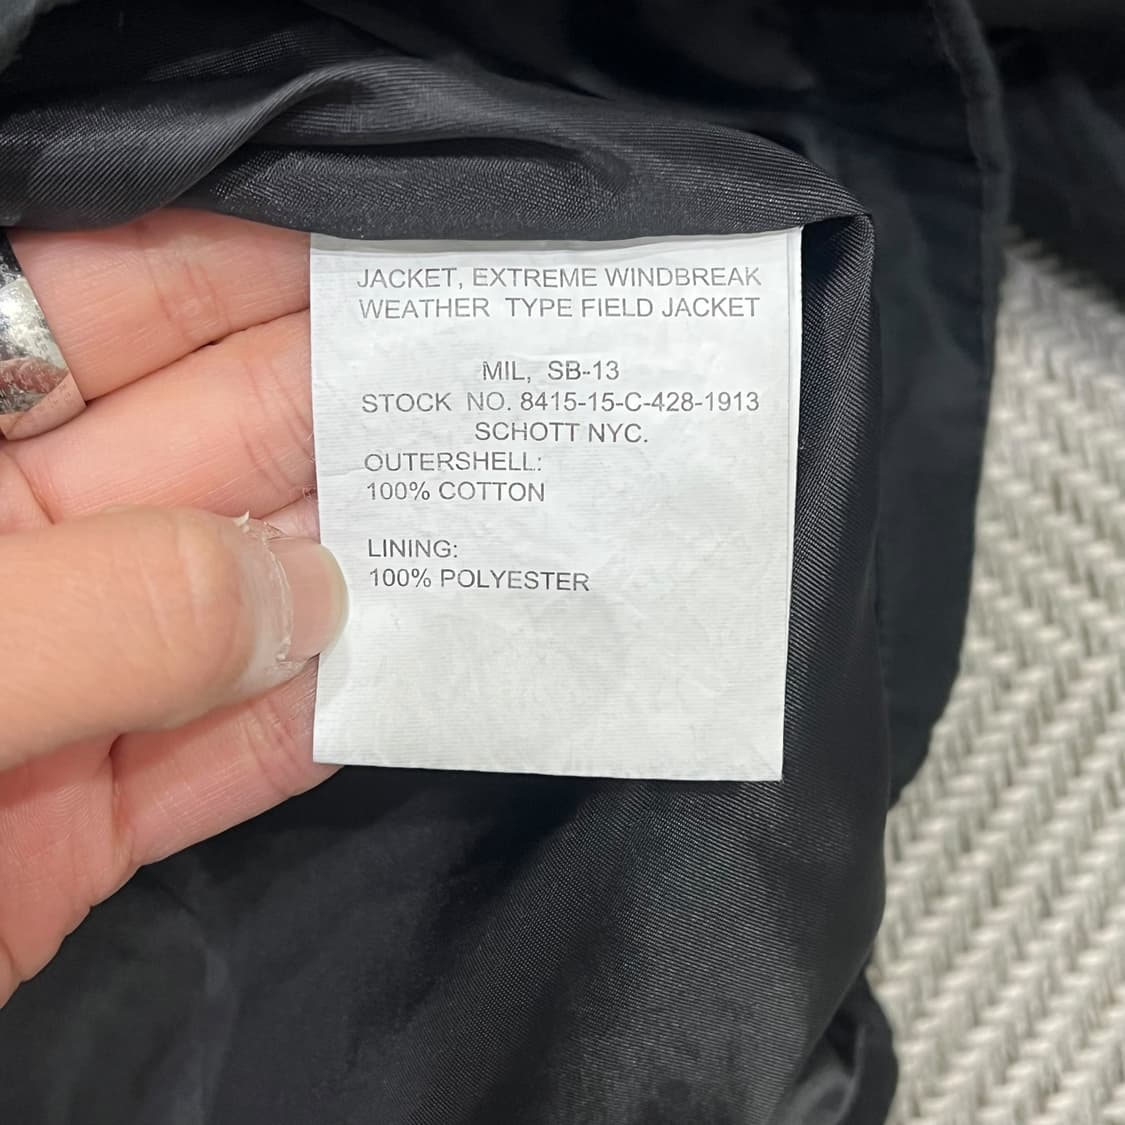 JACKET, EXTREME WINDBREAK
WEATHER TYPE FIELD JACKET
MIL, SB-13
STOCK NO. 8415-15-C-428-1913
SCHOTT NYC.
OUTERSHELL:
100% COTTON
LINING:
100% POLYESTER